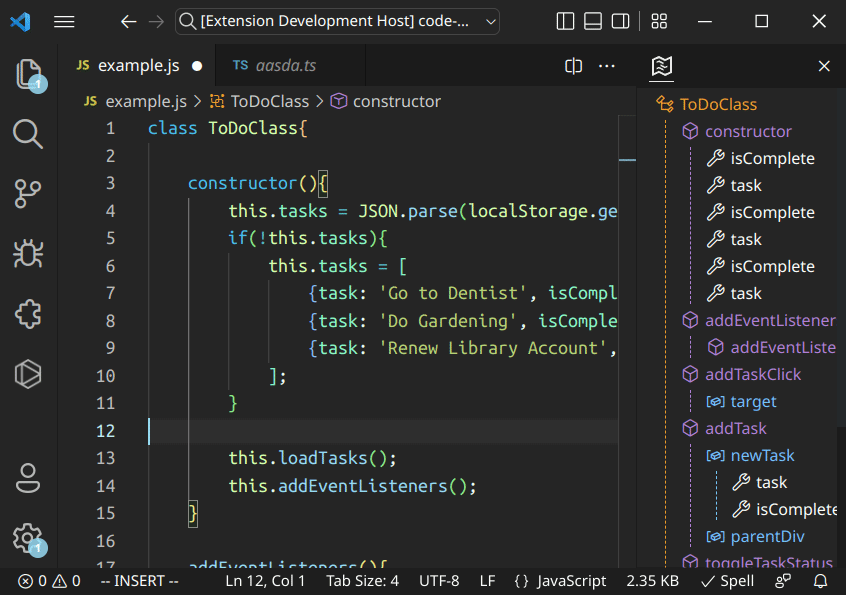 [Extension Development Host] code-...
JS example.js
TS aasda.ts
JS example.js > ToDoClass > constructor
1 class ToDoClass{
2
3 constructor(){
4 this.tasks = JSON.parse(localStorage.ge
5 if(!this.tasks){
6 this.tasks = [
7 {task: 'Go to Dentist', isCompl
8 {task: 'Do Gardening', isComple
9 {task: 'Renew Library Account',
10 ];
11 }
12
13 this.loadTasks();
14 this.addEventListeners();
15 }
16
17 addEventListeners(){
ToDoClass
constructor
isComplete
task
isComplete
task
isComplete
task
addEventListener
addEventListe
addTaskClick
target
addTask
newTask
task
isComplete
parentDiv
toggleTaskStatus
1
1
0 0 -- INSERT -- Ln 12, Col 1 Tab Size: 4 UTF-8 LF {} JavaScript 2.35 KB Spell